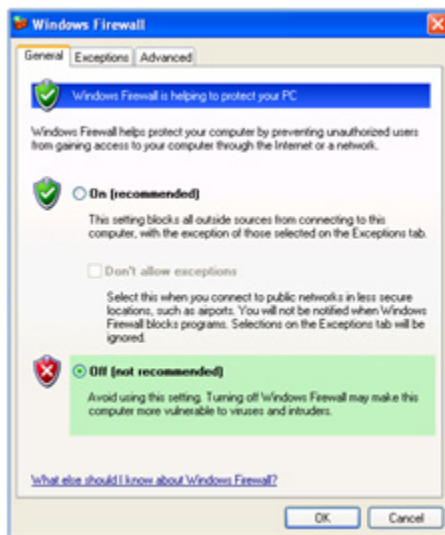 Windows Firewall
General Exceptions Advanced
Windows Firewall is helping to protect your PC
Windows Firewall helps protect your computer by preventing unauthorized users
from gaining access to your computer through the Internet or a network.
On (recommended)
This setting blocks all outside sources from connecting to this
computer, with the exception of those selected on the Exceptions tab.
Don't allow exceptions
Select this when you connect to public networks in less secure
locations, such as airports. You will not be notified when Windows
Firewall blocks programs. Selections on the Exceptions tab will be
ignored.
Off (not recommended)
Avoid using this setting. Turning off Windows Firewall may make this
computer more vulnerable to viruses and intruders.
What else should I know about Windows Firewall?
OK Cancel